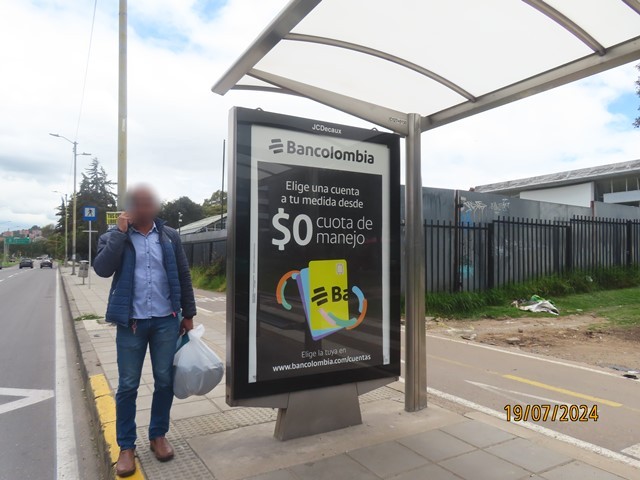 JCDecaux
Bancolombia
Elige una cuenta
a tu medida desde
$0 cuota de
manejo
Ba
Elige la tuya en
www.bancolombia.com/cuentas
19/07/2024